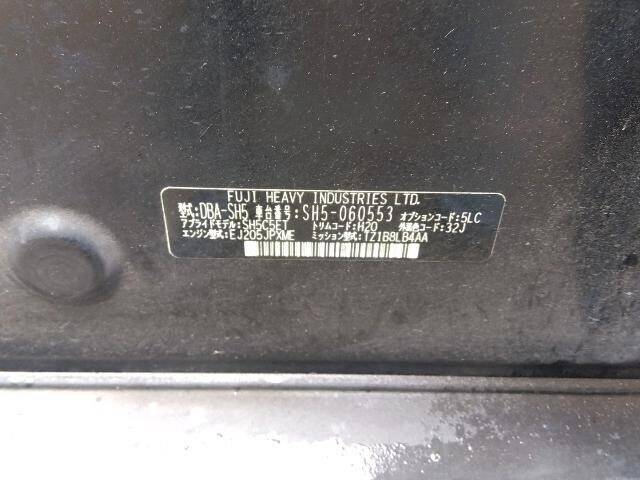 FUJI HEAVY INDUSTRIES LTD.
型式:DBA-SH5 車台番号:SH5-060553 オプションコード:5LC
アプライドモデル:SH5C5ET トリムコード:H20 外装色コード:32J
エンジン型式:EJ205JPXME ミッション型式:TZ1B8LB4AA